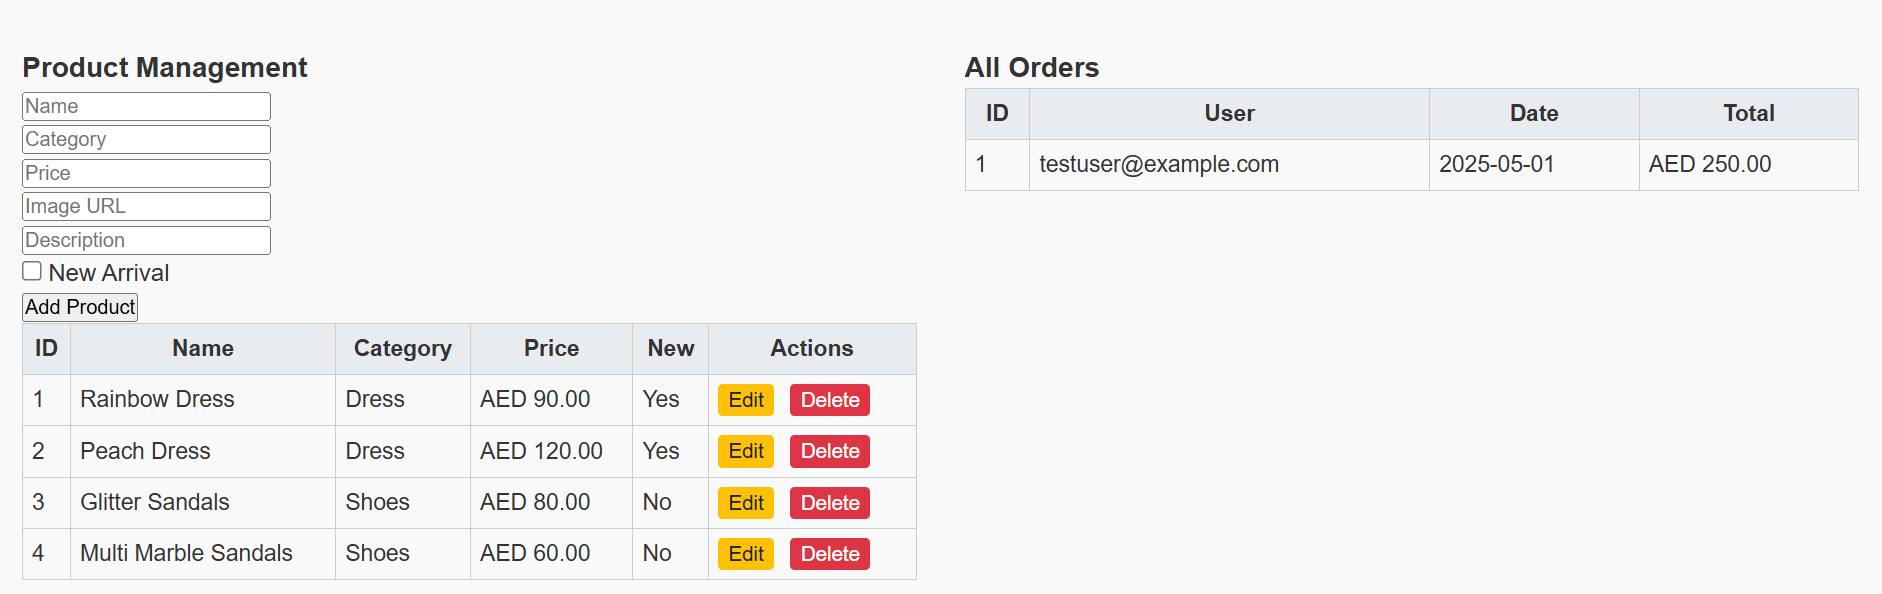 Product Management
Name
Category
Price
Image URL
Description
New Arrival
Add Product
ID Name Category Price New Actions
1 Rainbow Dress Dress AED 90.00 Yes Edit Delete
2 Peach Dress Dress AED 120.00 Yes Edit Delete
3 Glitter Sandals Shoes AED 80.00 No Edit Delete
4 Multi Marble Sandals Shoes AED 60.00 No Edit Delete
All Orders
ID User Date Total
1 testuser@example.com 2025-05-01 AED 250.00